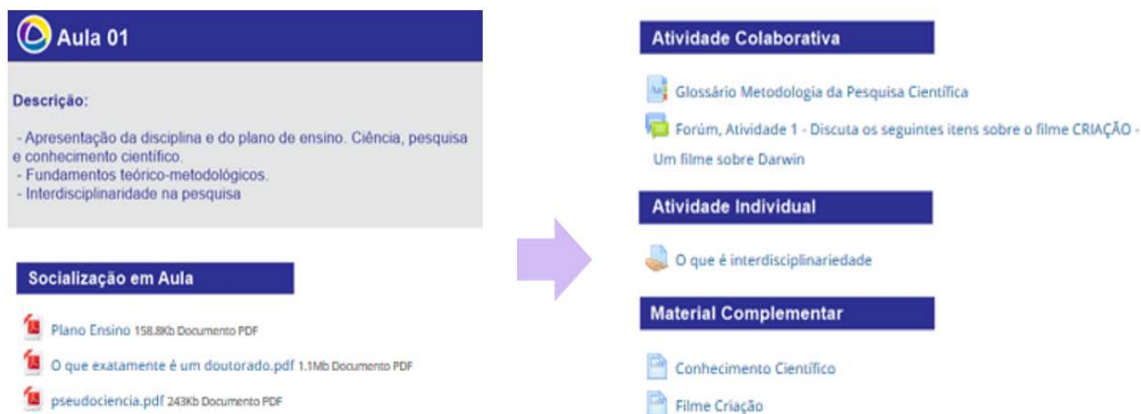 Aula 01
Descrição:
- Apresentação da disciplina e do plano de ensino. Ciência, pesquisa
e conhecimento científico.
- Fundamentos teórico-metodológicos.
- Interdisciplinaridade na pesquisa
Socialização em Aula
Plano Ensino 158.8Kb Documento PDF
O que exatamente é um doutorado.pdf 1.1Mb Documento PDF
pseudociencia.pdf 243Kb Documento PDF
Atividade Colaborativa
Glossário Metodologia da Pesquisa Científica
Forúm, Atividade 1 - Discuta os seguintes itens sobre o filme CRIAÇÃO -
Um filme sobre Darwin
Atividade Individual
O que é interdisciplinariedade
Material Complementar
Conhecimento Científico
Filme Criação